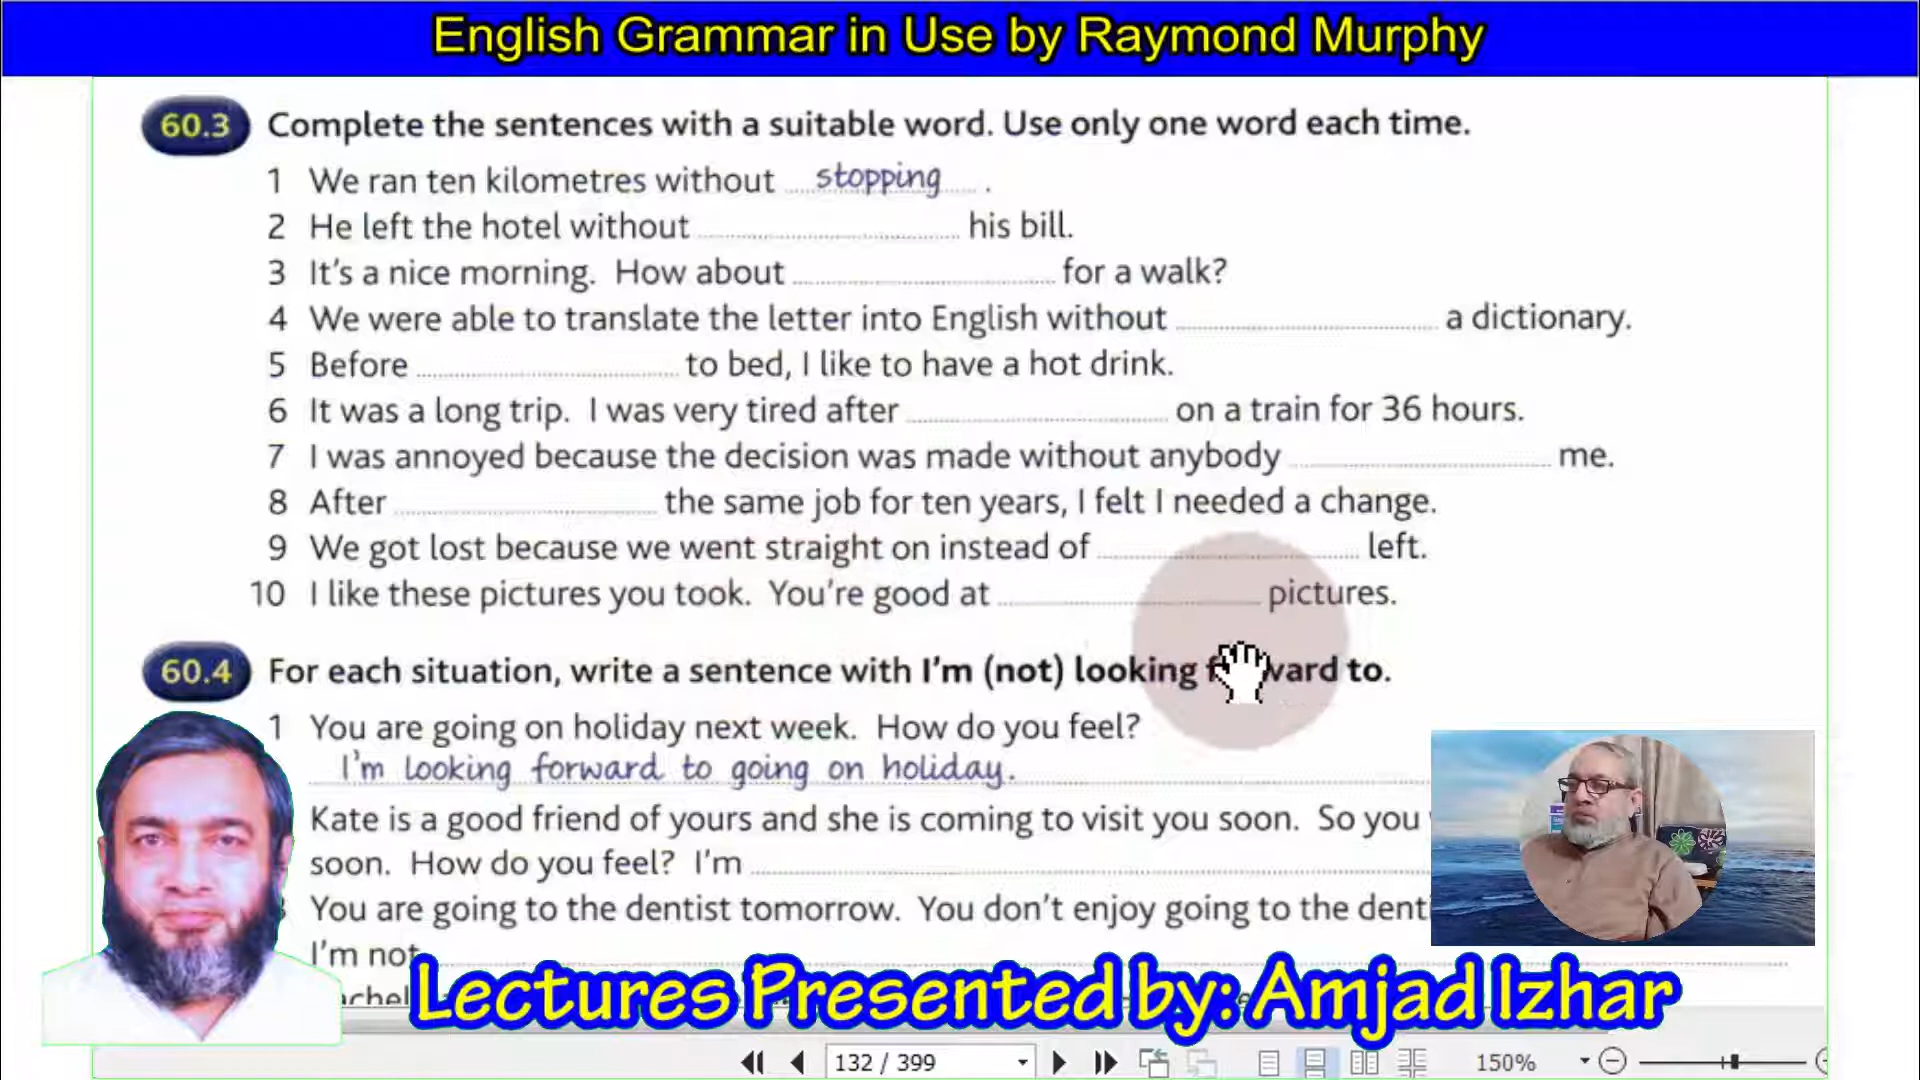 English Grammar in Use by Raymond Murphy
60.3 Complete the sentences with a suitable word. Use only one word each time.
1 We ran ten kilometres without stopping .
2 He left the hotel without his bill.
3 It's a nice morning. How about for a walk?
4 We were able to translate the letter into English without a dictionary.
5 Before to bed, I like to have a hot drink.
6 It was a long trip. I was very tired after on a train for 36 hours.
7 I was annoyed because the decision was made without anybody me.
8 After the same job for ten years, I felt I needed a change.
9 We got lost because we went straight on instead of left.
10 I like these pictures you took. You're good at pictures.
60.4 For each situation, write a sentence with I'm (not) looking to.
1 You are going on holiday next week. How do you feel?
I'm looking forward to going on holiday.
Kate is a good friend of yours and she is coming to visit you soon. So you
soon. How do you feel? I'm
You are going to the dentist tomorrow. You don't enjoy going to the
I'm not
Lectures Presented by: Amjad Izhar
132 / 399
150%